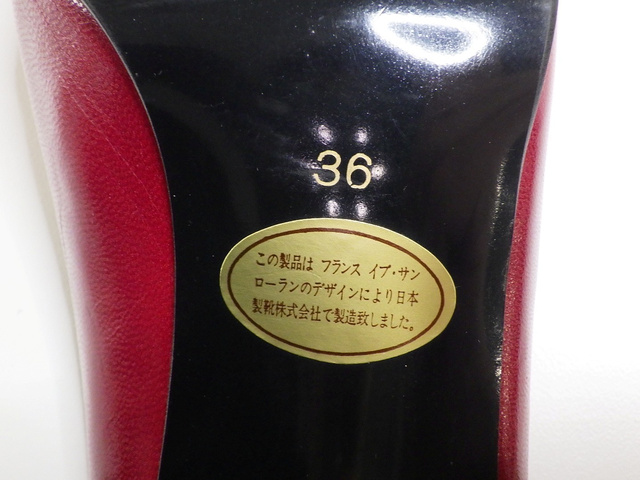 36
この製品は フランス イブ・サン
ローランのデザインにより日本
製靴株式会社で製造致しました。